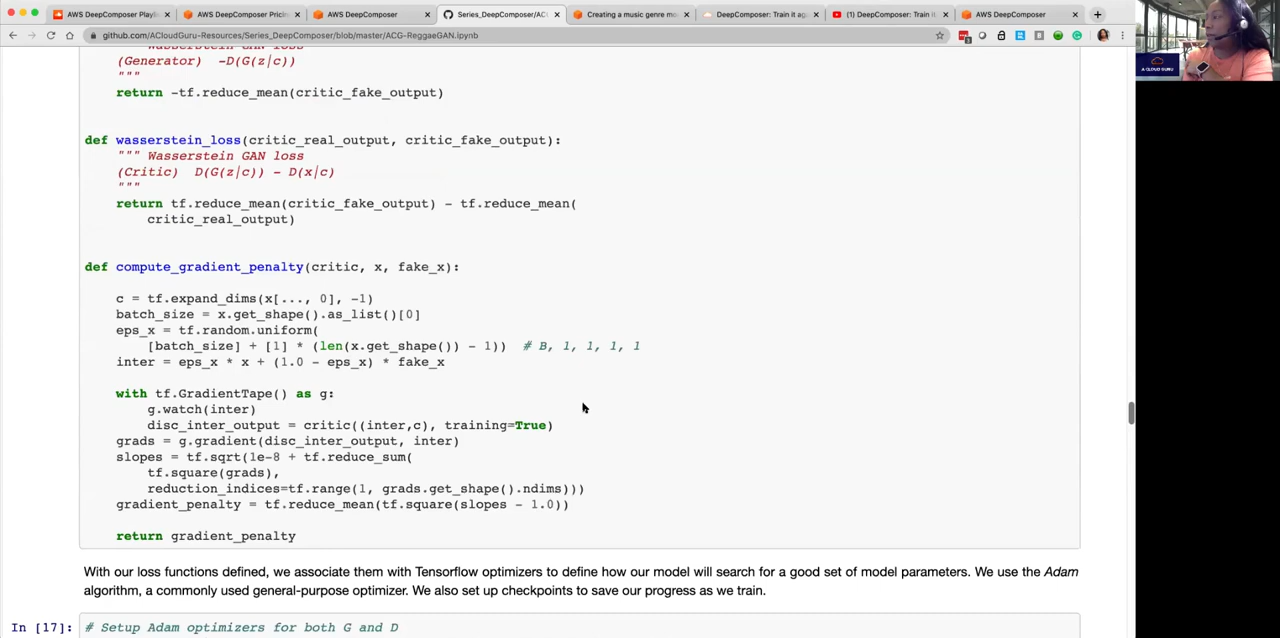 AWS DeepComposer Playl
AWS DeepComposer Pricin
AWS DeepComposer
Series_DeepComposer/AC
Creating a music genre mo
DeepComposer: Train it aga
DeepComposer: Train it
AWS DeepComposer
github.com/ACloudGuru-Resources/Series_DeepComposer/blob/master/ACG-ReggaeGAN.ipynb
A CLOUD GURU
(Generator)  -D(G(z|c))
"""
return -tf.reduce_mean(critic_fake_output)
def wasserstein_loss(critic_real_output, critic_fake_output):
""" Wasserstein GAN loss
(Critic)  D(G(z|c)) - D(x|c)
"""
return tf.reduce_mean(critic_fake_output) - tf.reduce_mean(
critic_real_output)
def compute_gradient_penalty(critic, x, fake_x):
c = tf.expand_dims(x[..., 0], -1)
batch_size = x.get_shape().as_list()[0]
eps_x = tf.random.uniform(
[batch_size] + [1] * (len(x.get_shape()) - 1))  # B, 1, 1, 1, 1
inter = eps_x * x + (1.0 - eps_x) * fake_x
with tf.GradientTape() as g:
g.watch(inter)
disc_inter_output = critic((inter,c), training=True)
grads = g.gradient(disc_inter_output, inter)
slopes = tf.sqrt(1e-8 + tf.reduce_sum(
tf.square(grads),
reduction_indices=tf.range(1, grads.get_shape().ndims)))
gradient_penalty = tf.reduce_mean(tf.square(slopes - 1.0))
return gradient_penalty
With our loss functions defined, we associate them with Tensorflow optimizers to define how our model will search for a good set of model parameters. We use the Adam
algorithm, a commonly used general-purpose optimizer. We also set up checkpoints to save our progress as we train.
In [17]: # Setup Adam optimizers for both G and D